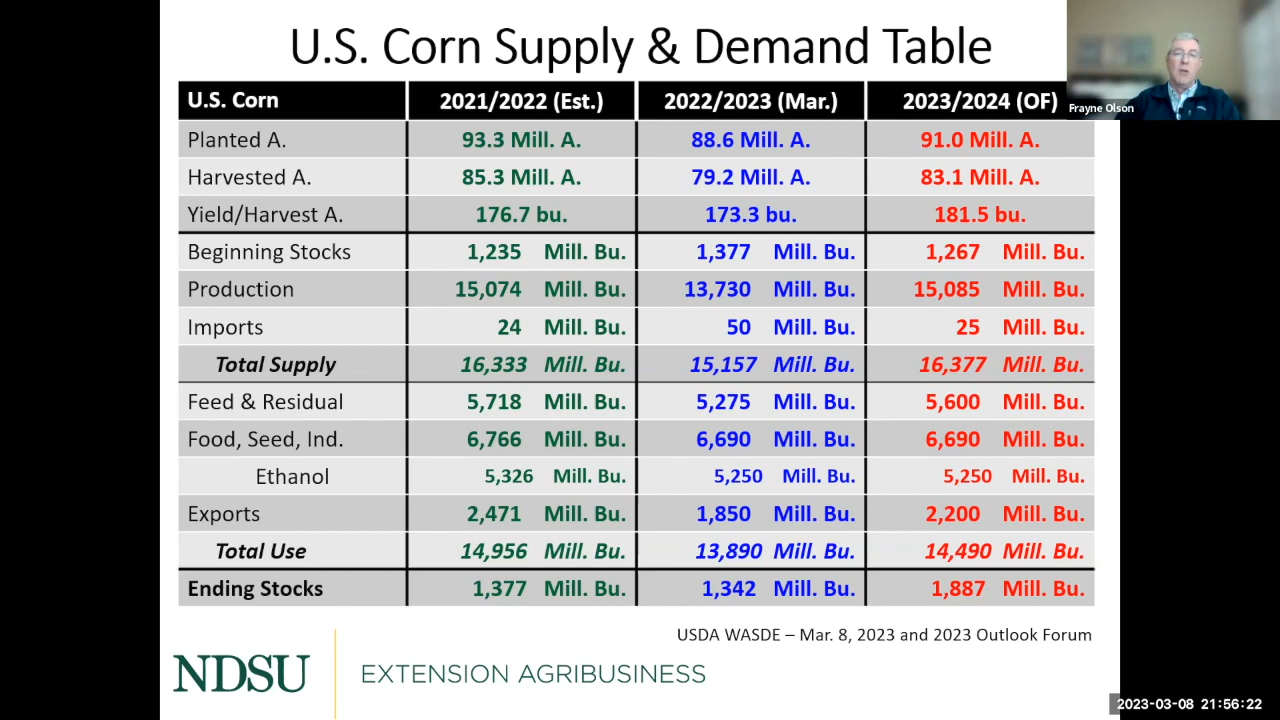 U.S. Corn Supply & Demand Table
Frayne Olson
U.S. Corn 2021/2022 (Est.) 2022/2023 (Mar.) 2023/2024 (OF)
Planted A. 93.3 Mill. A. 88.6 Mill. A. 91.0 Mill. A.
Harvested A. 85.3 Mill. A. 79.2 Mill. A. 83.1 Mill. A.
Yield/Harvest A. 176.7 bu. 173.3 bu. 181.5 bu.
Beginning Stocks 1,235 Mill. Bu. 1,377 Mill. Bu. 1,267 Mill. Bu.
Production 15,074 Mill. Bu. 13,730 Mill. Bu. 15,085 Mill. Bu.
Imports 24 Mill. Bu. 50 Mill. Bu. 25 Mill. Bu.
Total Supply 16,333 Mill. Bu. 15,157 Mill. Bu. 16,377 Mill. Bu.
Feed & Residual 5,718 Mill. Bu. 5,275 Mill. Bu. 5,600 Mill. Bu.
Food, Seed, Ind. 6,766 Mill. Bu. 6,690 Mill. Bu. 6,690 Mill. Bu.
Ethanol 5,326 Mill. Bu. 5,250 Mill. Bu. 5,250 Mill. Bu.
Exports 2,471 Mill. Bu. 1,850 Mill. Bu. 2,200 Mill. Bu.
Total Use 14,956 Mill. Bu. 13,890 Mill. Bu. 14,490 Mill. Bu.
Ending Stocks 1,377 Mill. Bu. 1,342 Mill. Bu. 1,887 Mill. Bu.
USDA WASDE – Mar. 8, 2023 and 2023 Outlook Forum
NDSU EXTENSION AGRIBUSINESS
2023-03-08 21:56:22